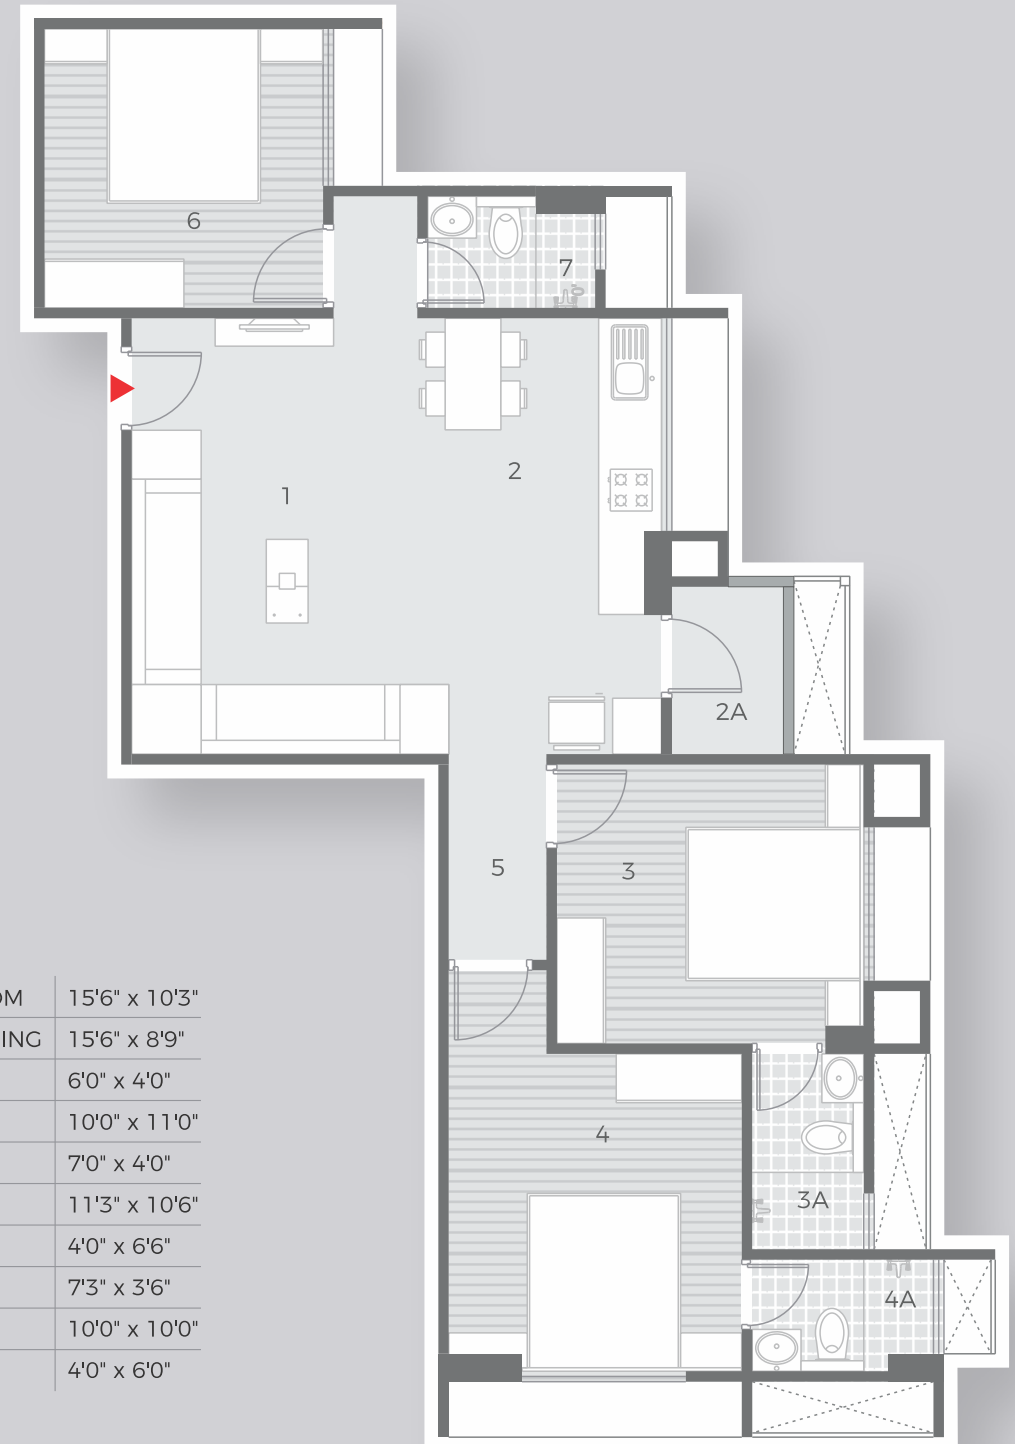 6
7
1
2
2A
5
3
4
3A
4A
OM 15'6" x 10'3"
ING 15'6" x 8'9"
6'0" x 4'0"
10'0" x 11'0"
7'0" x 4'0"
11'3" x 10'6"
4'0" x 6'6"
7'3" x 3'6"
10'0" x 10'0"
4'0" x 6'0"